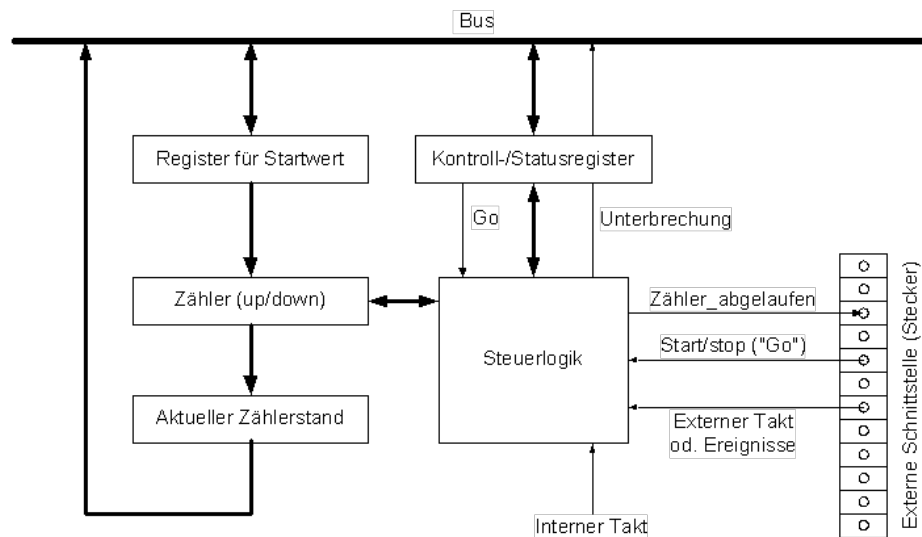 Bus
Register für Startwert
Kontroll-/Statusregister
Go
Unterbrechung
Zähler (up/down)
Zähler_abgelaufen
Start/stop ("Go")
Steuerlogik
Aktueller Zählerstand
Externer Takt
od. Ereignisse
Interner Takt
Externe Schnittstelle (Stecker)